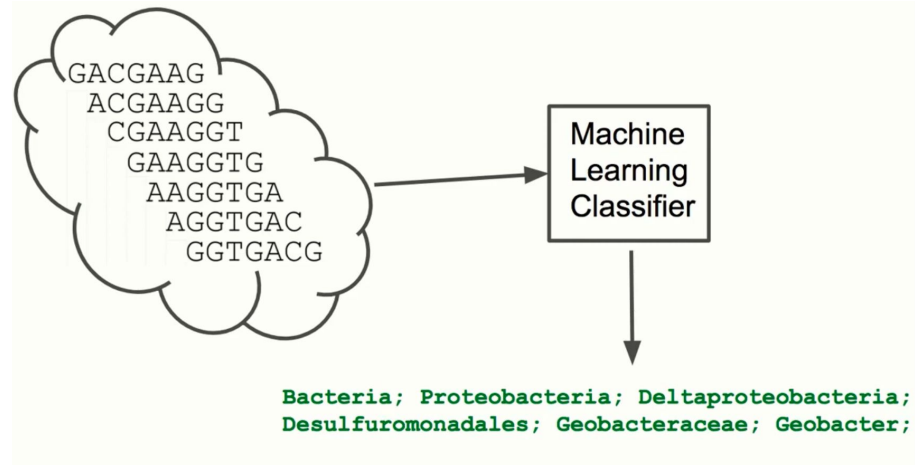 GACGAAG
ACGAAGG
CGAAGGT
GAAGGTG
AAGGTGA
AGGTGAC
GGTGACG
Machine
Learning
Classifier
Bacteria; Proteobacteria; Deltaproteobacteria;
Desulfuromonadales; Geobacteraceae; Geobacter;